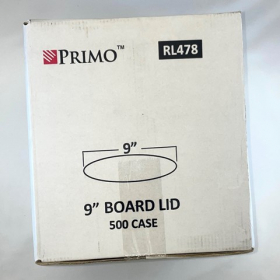 PRIMO™
RL478
9”
9” BOARD LID
500 CASE